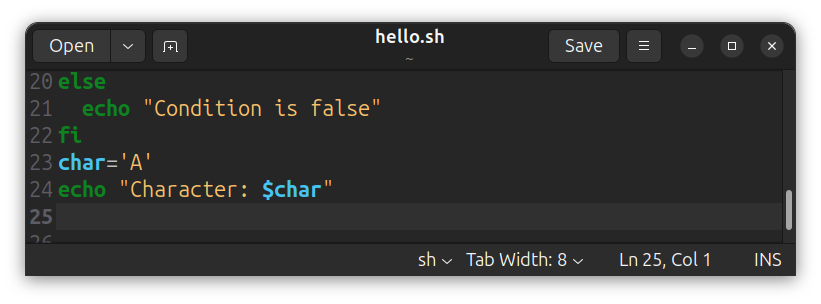 Open
hello.sh
~
Save
20 else
21   echo "Condition is false"
22 fi
23 char='A'
24 echo "Character: $char"
25
26
sh Tab Width: 8 Ln 25, Col 1 INS